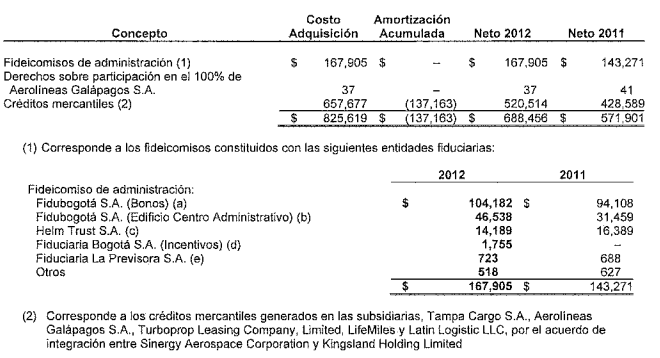 Costo Amortización
Concepto Adquisición Acumulada Neto 2012 Neto 2011
Fideicomisos de administración (1) $ 167,905 $ – $ 167,905 $ 143,271
Derechos sobre participación en el 100% de
Aerolíneas Galápagos S.A. 37 – 37 41
Créditos mercantiles (2) 657,677 (137,163) 520,514 428,589
$ 825,619 $ (137,163) $ 688,456 $ 571,901
(1) Corresponde a los fideicomisos constituidos con las siguientes entidades fiduciarias:
2012 2011
Fideicomiso de administración:
Fidubogotá S.A. (Bonos) (a) $ 104,182 $ 94,108
Fidubogotá S.A. (Edificio Centro Administrativo) (b) 46,538 31,459
Helm Trust S.A. (c) 14,189 16,389
Fiduciaria Bogotá S.A. (Incentivos) (d) 1,755 –
Fiduciaria La Previsora S.A. (e) 723 688
Otros 518 627
$ 167,905 $ 143,271
(2) Corresponde a los créditos mercantiles generados en las subsidiarias, Tampa Cargo S.A., Aerolíneas
Galápagos S.A., Turboprop Leasing Company, Limited, LifeMiles y Latin Logistic LLC, por el acuerdo de
integración entre Sinergy Aerospace Corporation y Kingsland Holding Limited